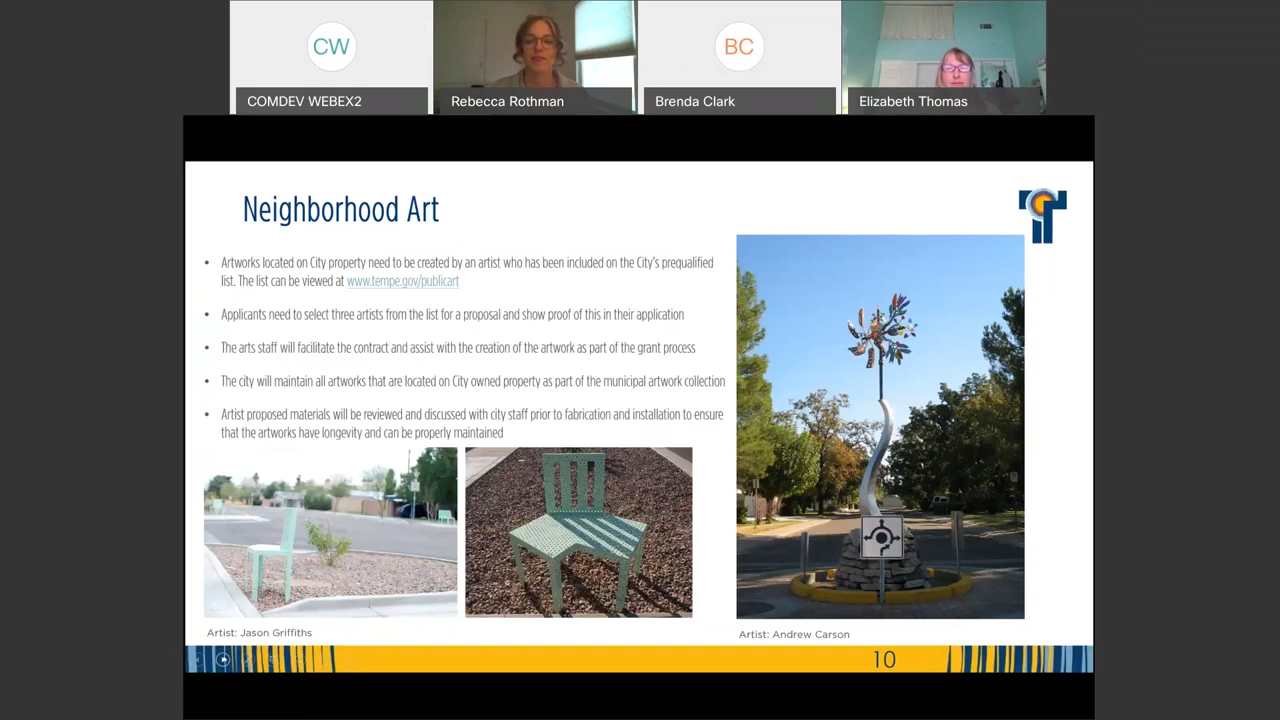 CW
BC
COMDEV WEBEX2
Rebecca Rothman
Brenda Clark
Elizabeth Thomas
Neighborhood Art
• Artworks located on City property need to be created by an artist who has been included on the City's prequalified
list. The list can be viewed at www.tempe.gov/publicart
• Applicants need to select three artists from the list for a proposal and show proof of this in their application
• The arts staff will facilitate the contract and assist with the creation of the artwork as part of the grant process
• The city will maintain all artworks that are located on City owned property as part of the municipal artwork collection
• Artist proposed materials will be reviewed and discussed with city staff prior to fabrication and installation to ensure
that the artworks have longevity and can be properly maintained
Artist: Jason Griffiths
Artist: Andrew Carson
10